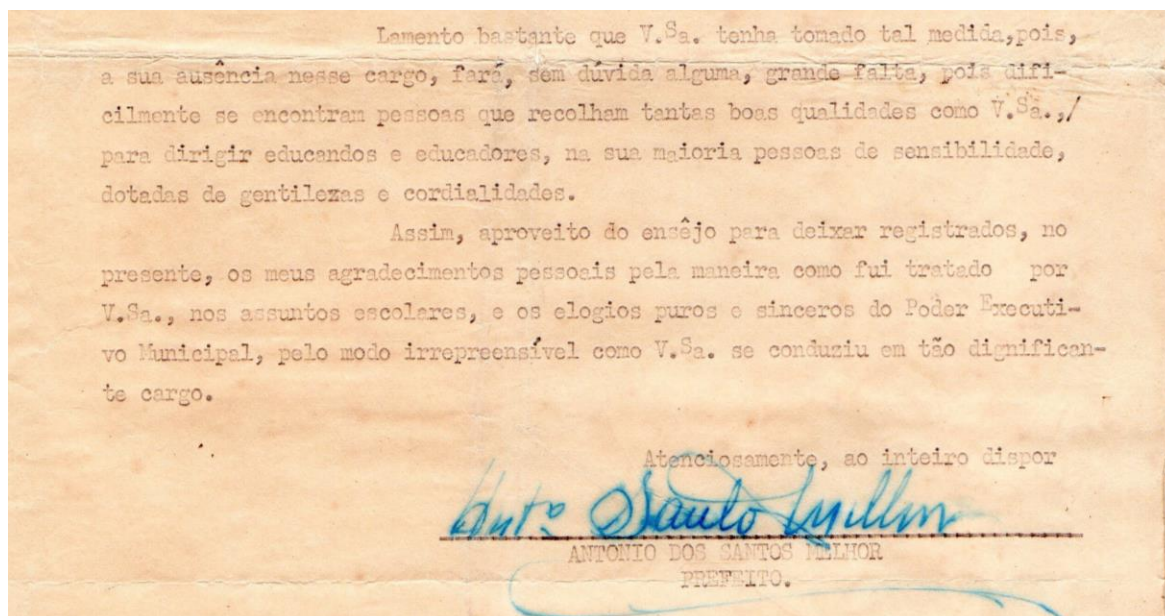 Lamento bastante que V.Sa. tenha tomado tal medida,pois,
a sua ausência nesse cargo, fará, sem dúvida alguma, grande falta, pois difi-
cilmente se encontram pessoas que recolham tantas boas qualidades como V.Sa.,/
para dirigir educandos e educadores, na sua maioria pessoas de sensibilidade,
dotadas de gentilezas e cordialidades.
Assim, aproveito do ensêjo para deixar registrados, no
presente, os meus agradecimentos pessoais pela maneira como fui tratado por
V.Sa., nos assuntos escolares, e os elogios puros e sinceros do Poder Executi-
vo Municipal, pelo modo irrepreensível como V.Sa. se conduziu em tão dignifican-
te cargo.
Atenciosamente, ao inteiro dispor
ANTONIO DOS SANTOS MELHOR
PREFEITO.